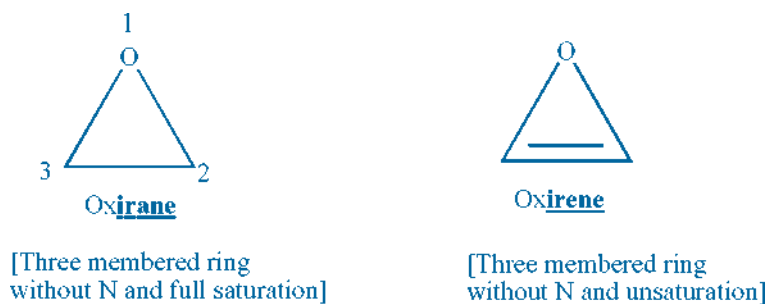 1
O
3
2
Oxirane
[Three membered ring
without N and full saturation]
O
Oxirene
[Three membered ring
without N and unsaturation]